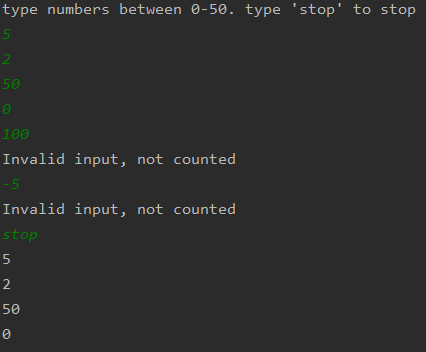 type numbers between 0-50. type 'stop' to stop
5
2
50
0
100
Invalid input, not counted
-5
Invalid input, not counted
stop
5
2
50
0